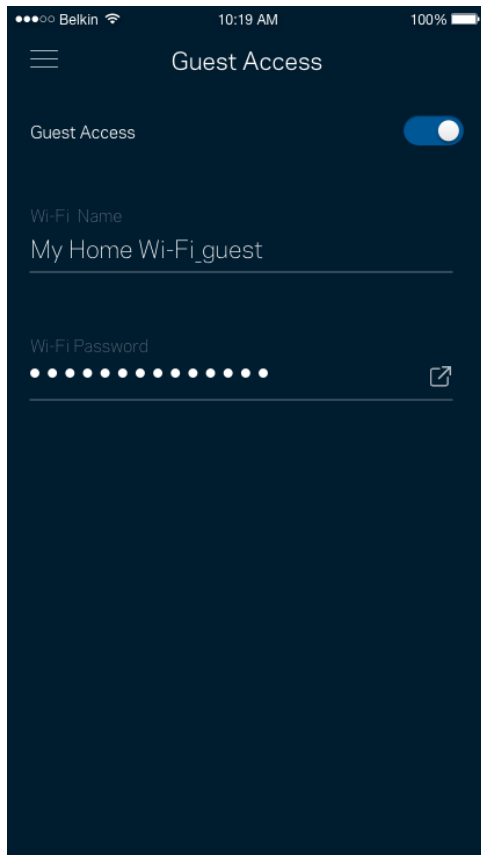 Belkin 10:19 AM 100%
Guest Access
Guest Access
Wi-Fi Name
My Home Wi-Fi_guest
Wi-Fi Password
••••••••••••••